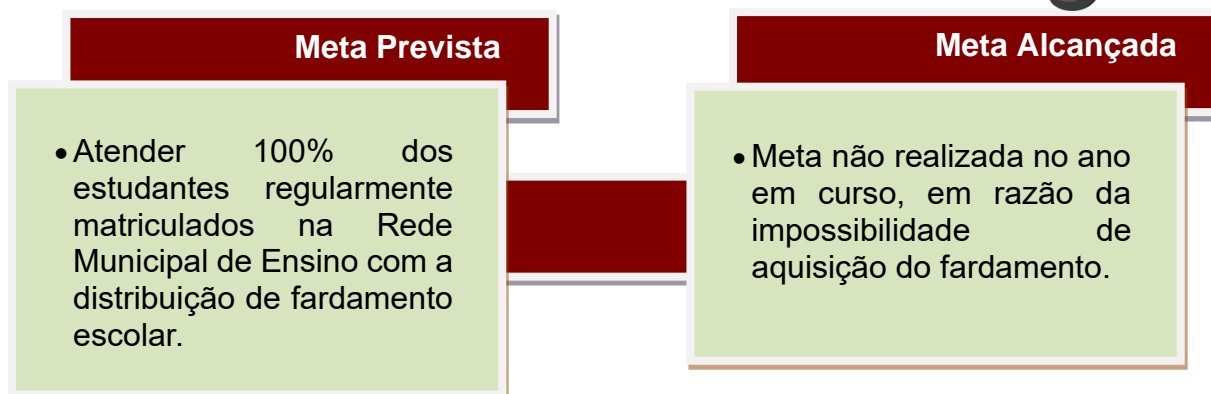 Meta Prevista
• Atender 100% dos
estudantes regularmente
matriculados na Rede
Municipal de Ensino com a
distribuição de fardamento
escolar.
Meta Alcançada
• Meta não realizada no ano
em curso, em razão da
impossibilidade de
aquisição do fardamento.